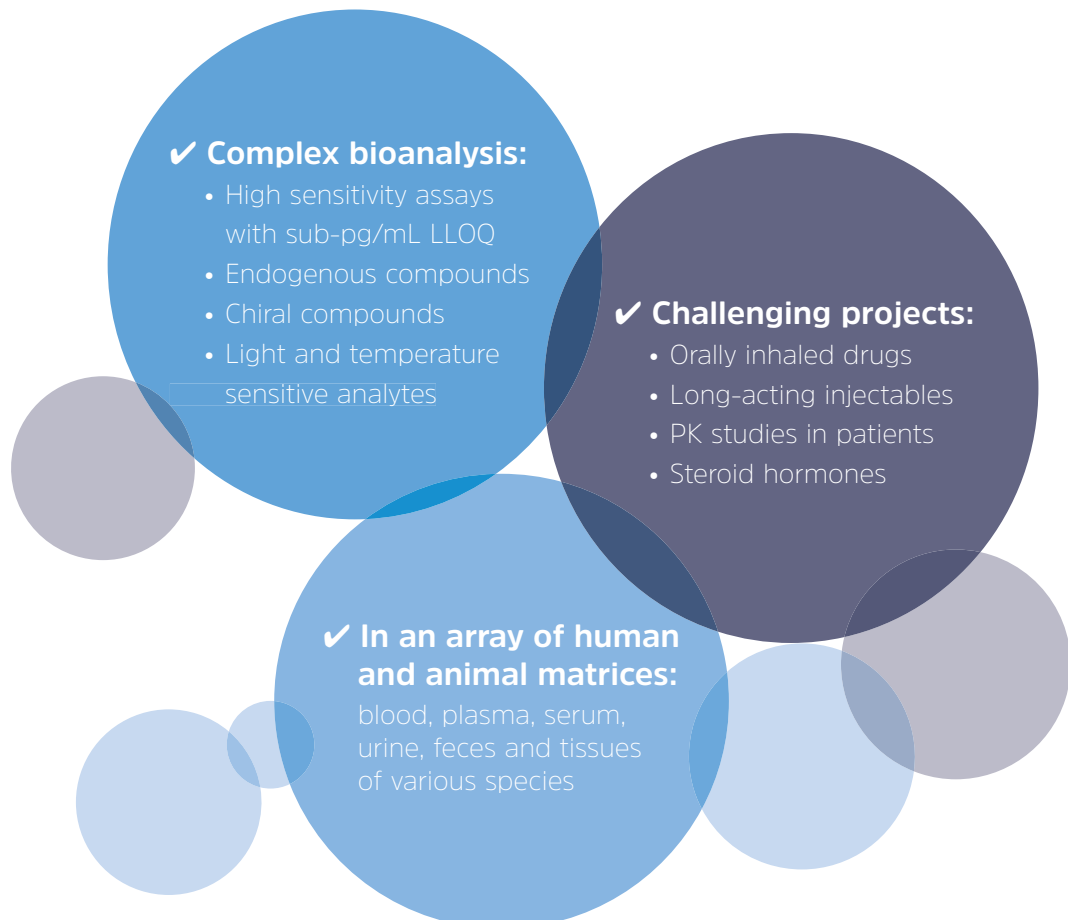 ✔ Complex bioanalysis:
• High sensitivity assays
with sub-pg/mL LLOQ
• Endogenous compounds
• Chiral compounds
• Light and temperature
sensitive analytes
✔ Challenging projects:
• Orally inhaled drugs
• Long-acting injectables
• PK studies in patients
• Steroid hormones
✔ In an array of human
and animal matrices:
blood, plasma, serum,
urine, feces and tissues
of various species